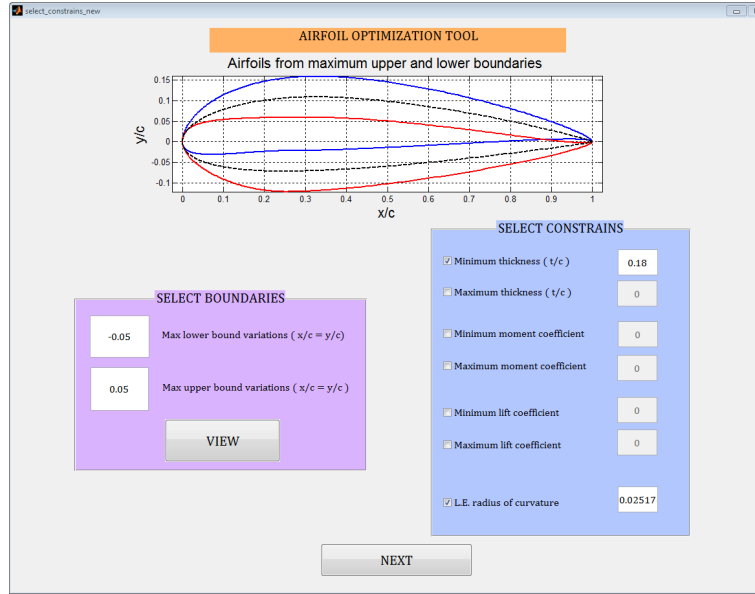 select_constrains_new
AIRFOIL OPTIMIZATION TOOL
Airfoils from maximum upper and lower boundaries
0.15
0.1
0.05
0
-0.05
-0.1
y/c
0 0.1 0.2 0.3 0.4 0.5 0.6 0.7 0.8 0.9 1
x/c
SELECT BOUNDARIES
-0.05 Max lower bound variations ( x/c = y/c)
0.05 Max upper bound variations ( x/c = y/c )
VIEW
SELECT CONSTRAINS
Minimum thickness ( t/c ) 0.18
Maximum thickness ( t/c ) 0
Minimum moment coefficient 0
Maximum moment coefficient 0
Minimum lift coefficient 0
Maximum lift coefficient 0
L.E. radius of curvature 0.02517
NEXT